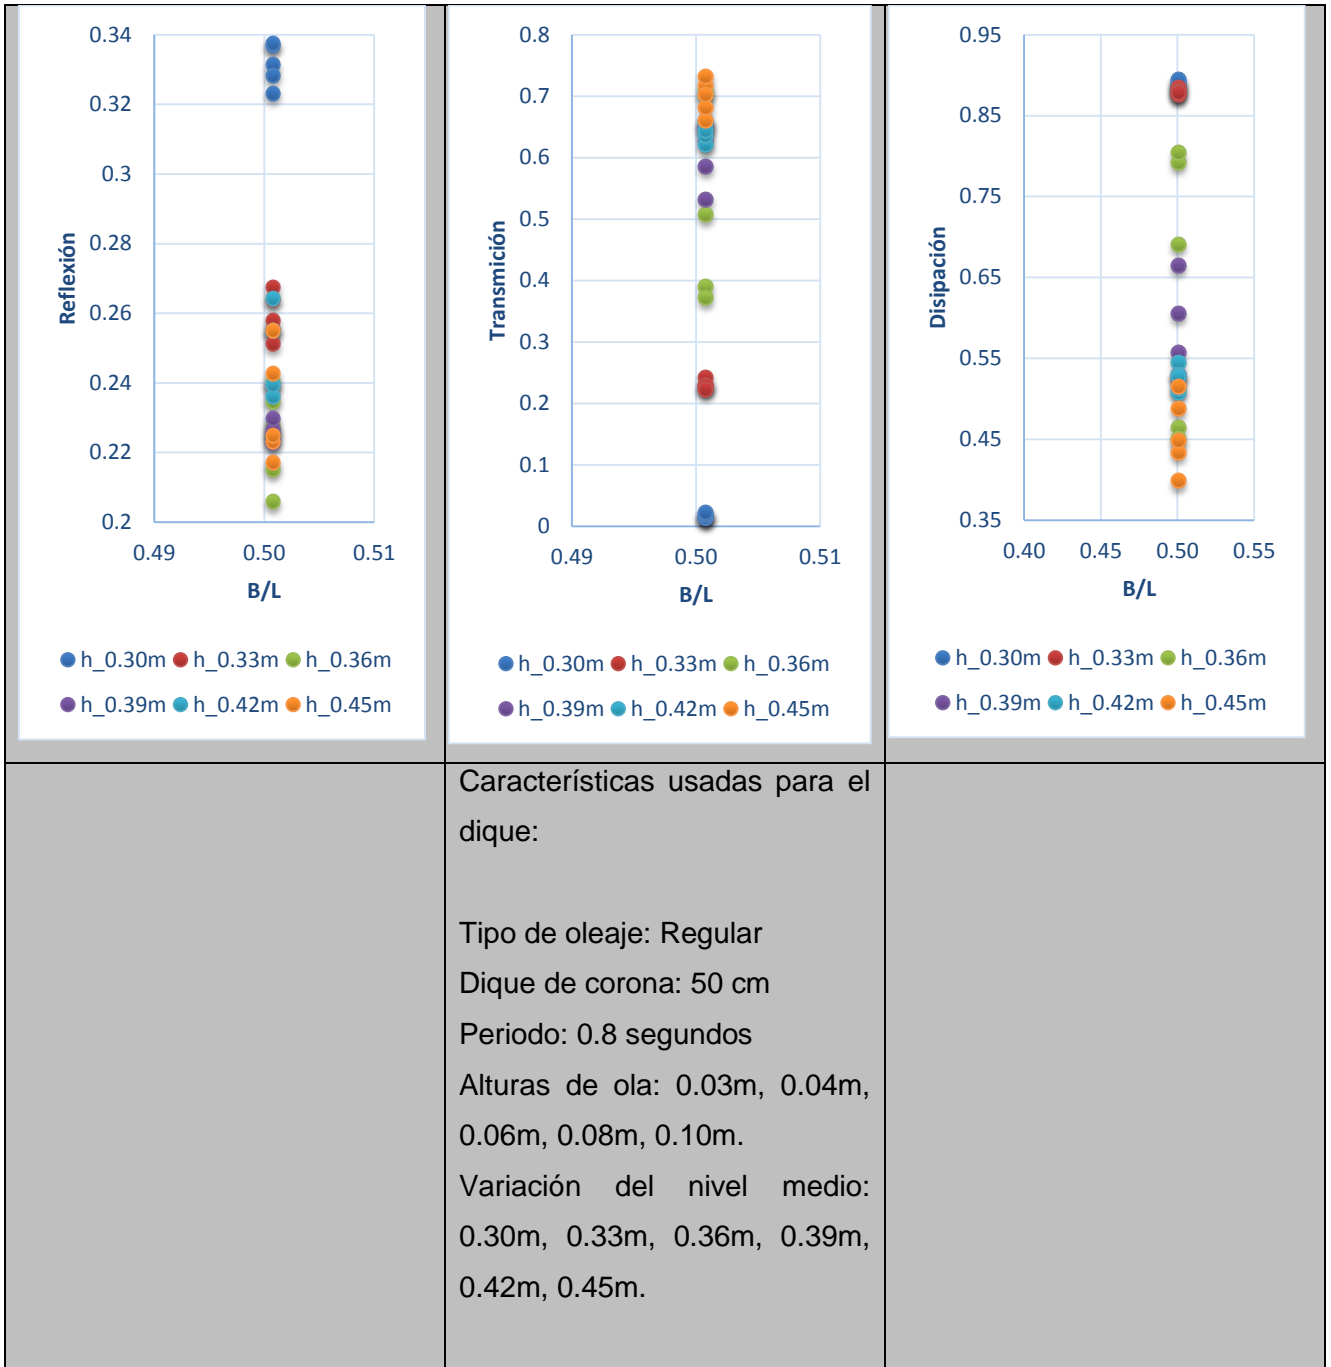 0.34
0.32
0.3
0.28
0.26
0.24
0.22
0.2
Reflexión
0.49 0.50 0.51
B/L
h_0.30m h_0.33m h_0.36m
h_0.39m h_0.42m h_0.45m
0.8
0.7
0.6
0.5
0.4
0.3
0.2
0.1
0
Transmición
0.49 0.50 0.51
B/L
h_0.30m h_0.33m h_0.36m
h_0.39m h_0.42m h_0.45m
0.95
0.85
0.75
0.65
0.55
0.45
0.35
Disipación
0.40 0.45 0.50 0.55
B/L
h_0.30m h_0.33m h_0.36m
h_0.39m h_0.42m h_0.45m
Características usadas para el
dique:
Tipo de oleaje: Regular
Dique de corona: 50 cm
Periodo: 0.8 segundos
Alturas de ola: 0.03m, 0.04m,
0.06m, 0.08m, 0.10m.
Variación del nivel medio:
0.30m, 0.33m, 0.36m, 0.39m,
0.42m, 0.45m.